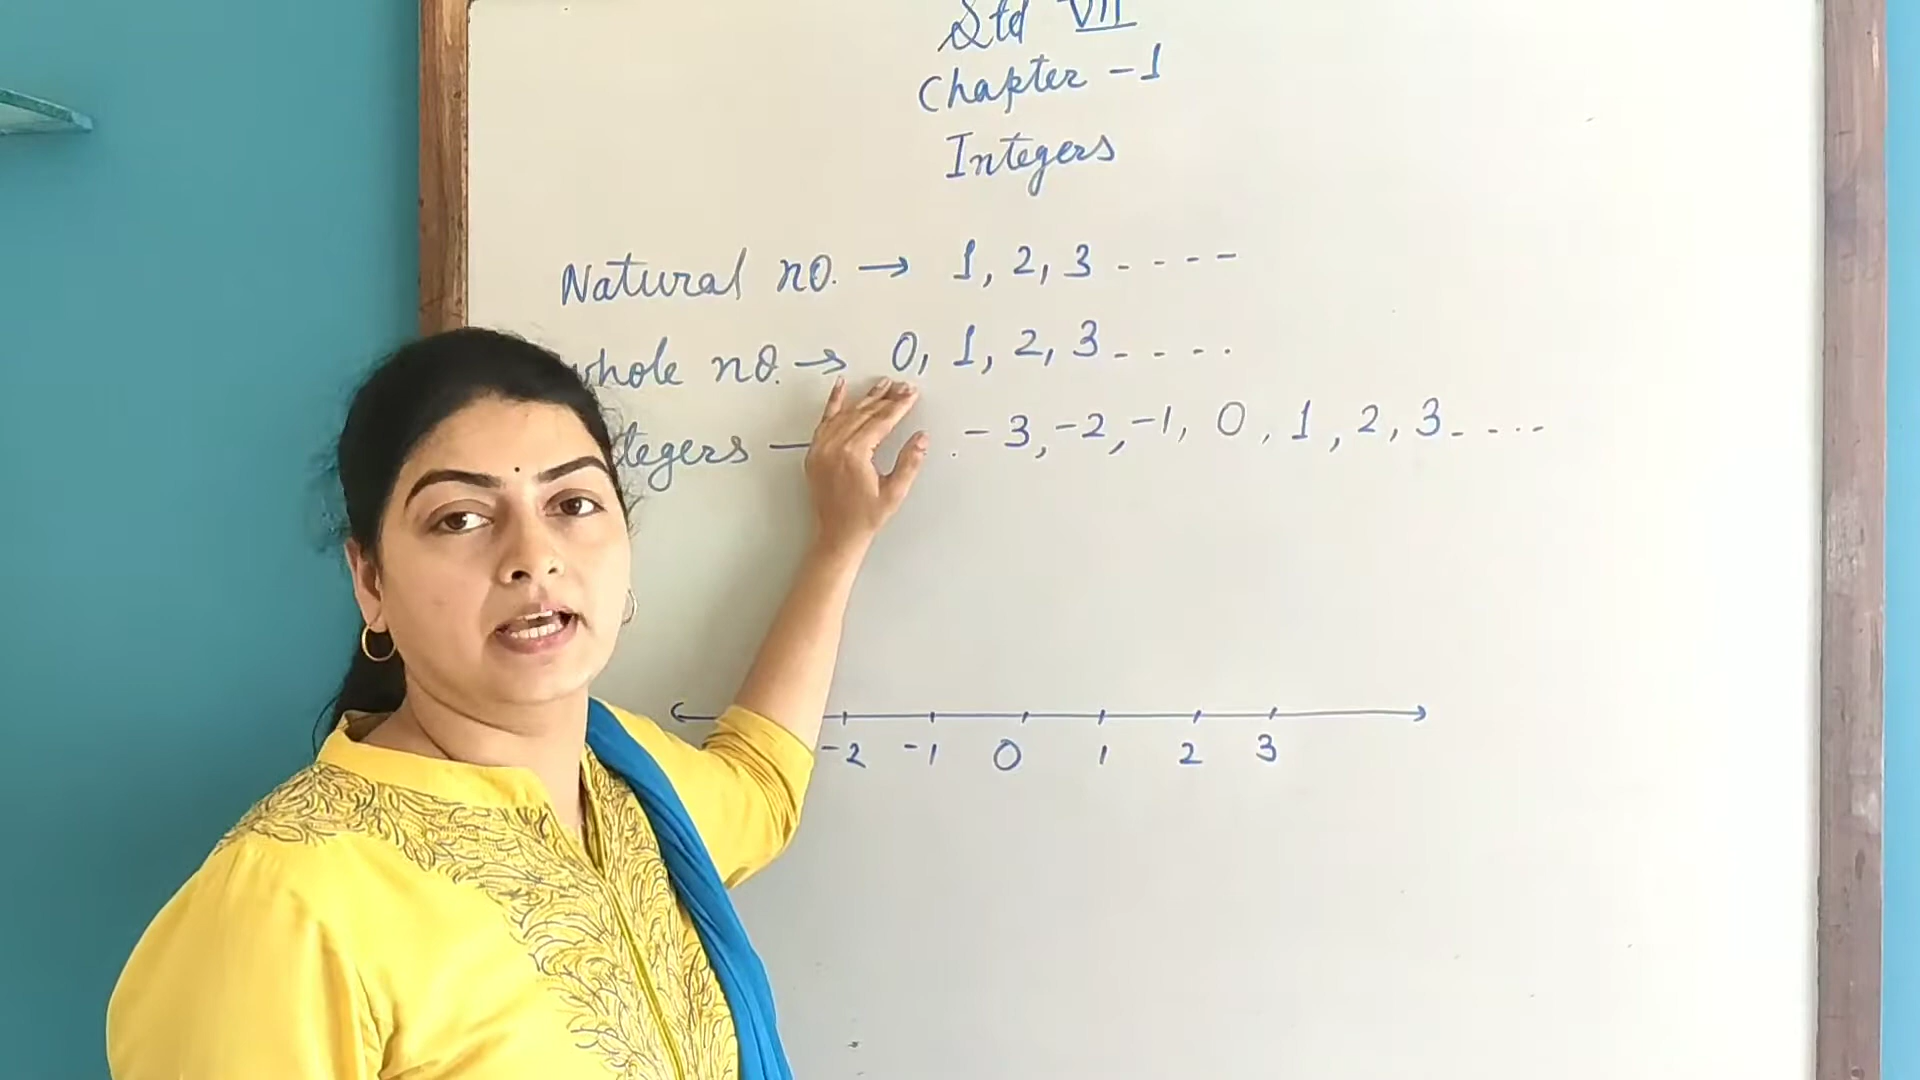 Std VII
Chapter - 1
Integers
Natural no. → 1, 2, 3 - - - -
whole no. → 0, 1, 2, 3 - - - -
tegers — . - 3, -2, -1, 0, 1, 2, 3 - - - -
-2 -1 0 1 2 3